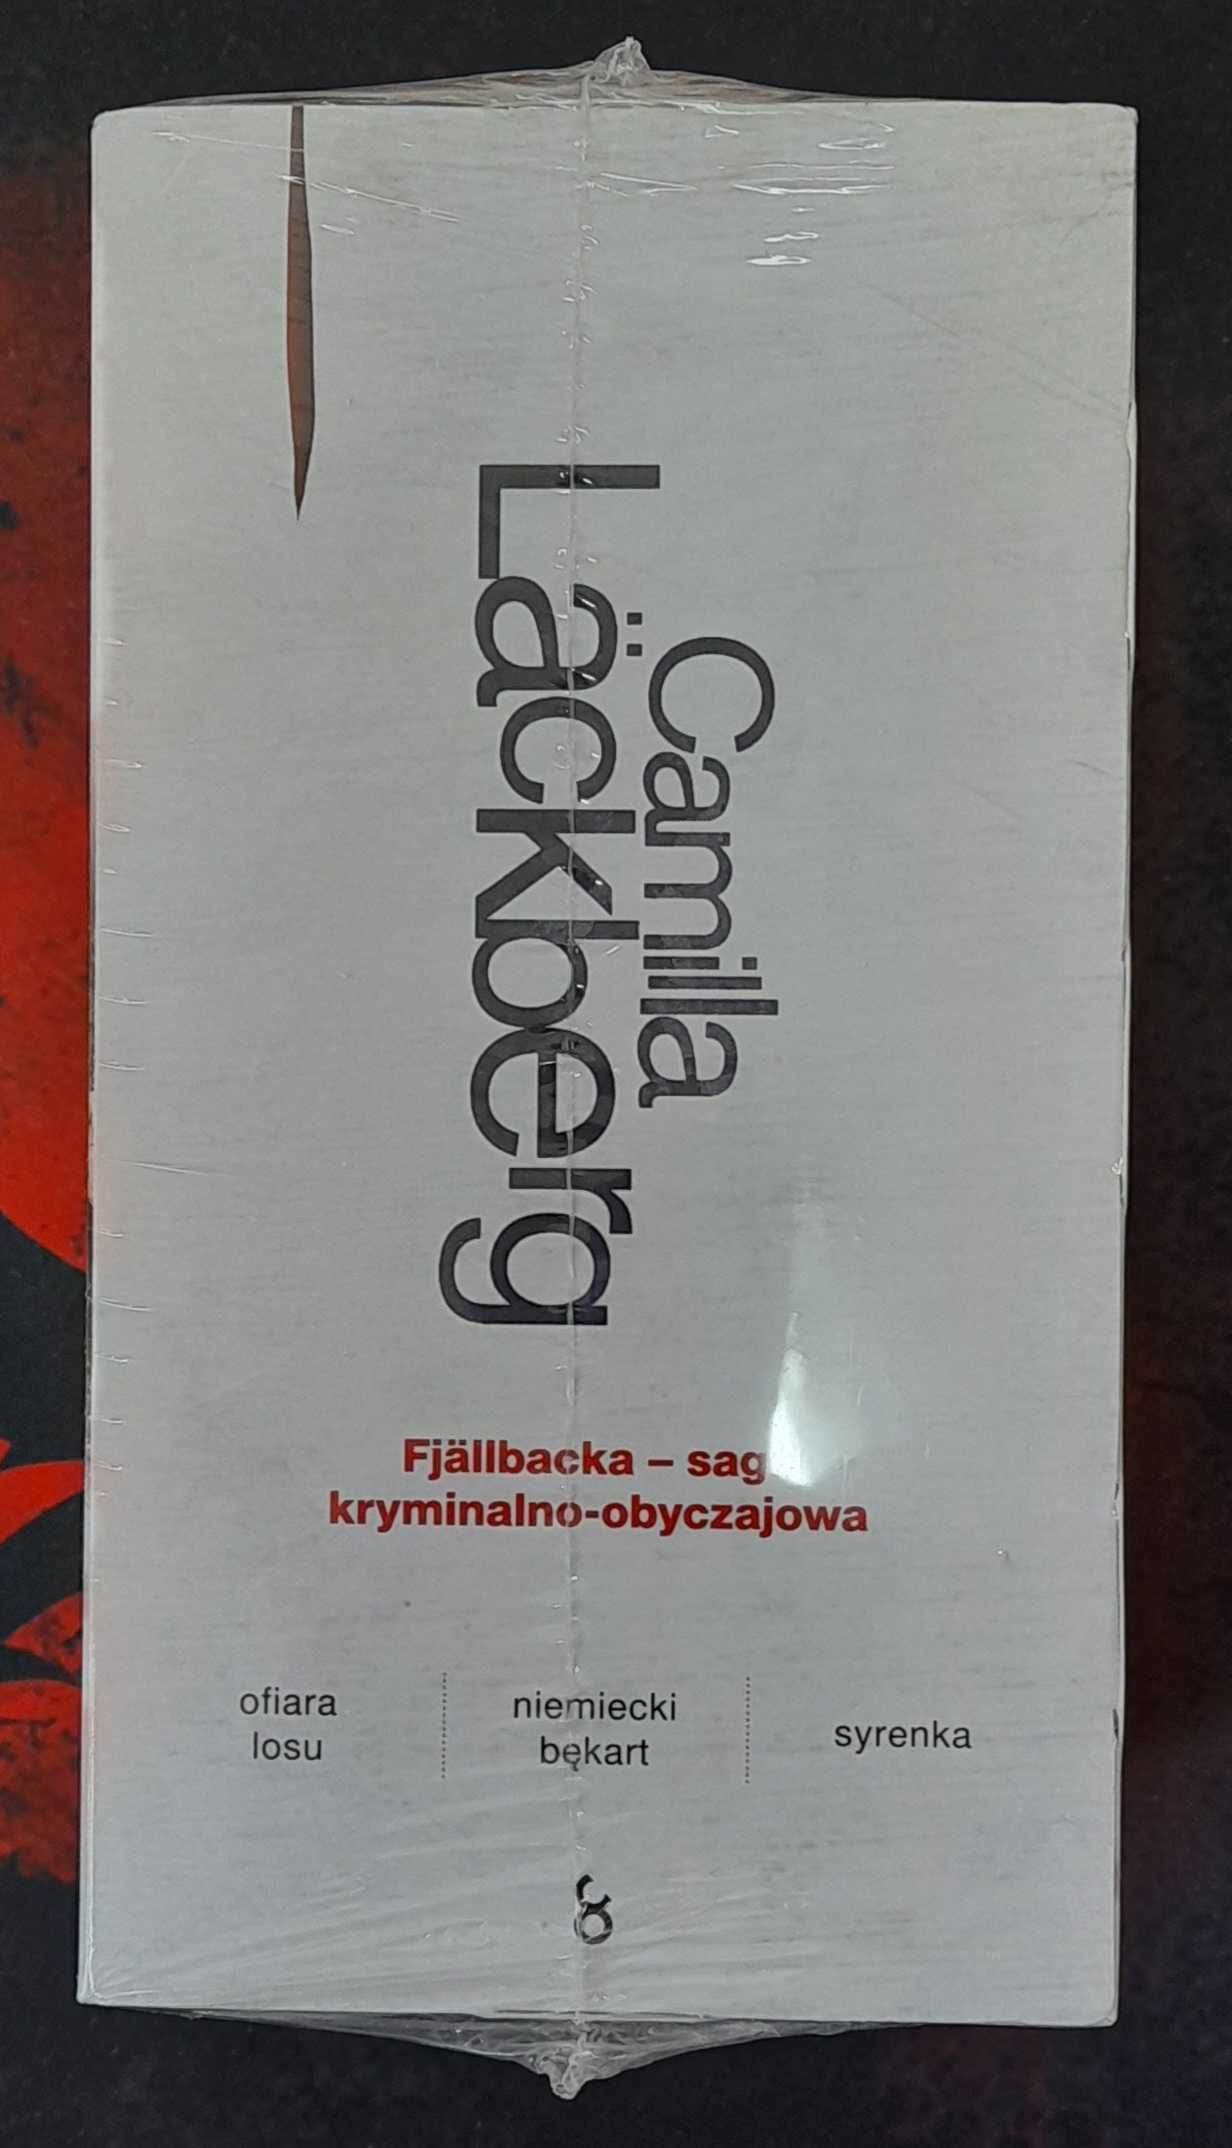 Camilla
Läckberg
Fjällbacka – sag
kryminalno-obyczajowa
ofiara
losu
niemiecki
bękart
syrenka